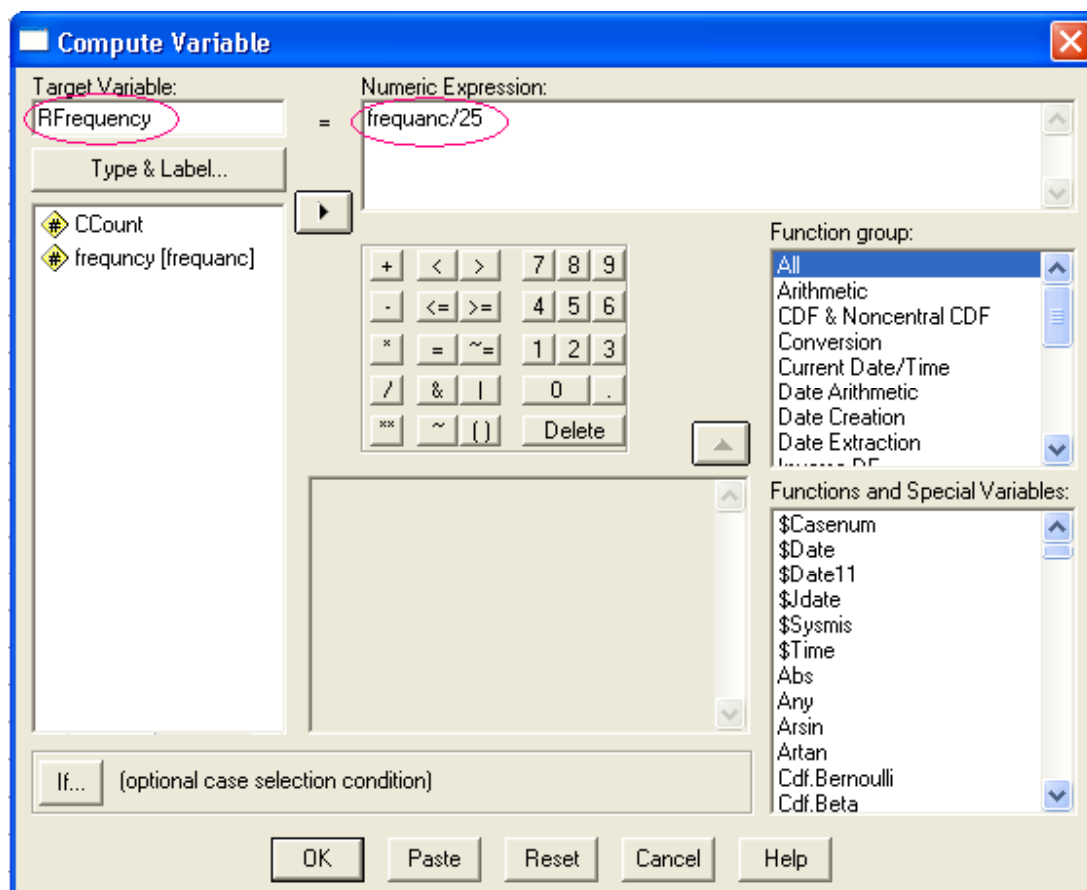 Compute Variable
Target Variable:
RFrequency
=
Numeric Expression:
frequanc/25
Type & Label...
CCount
frequncy [frequanc]
+ < > 7 8 9
- <= >= 4 5 6
* = ~= 1 2 3
/ & | 0 .
** ~ ( ) Delete
Function group:
All
Arithmetic
CDF & Noncentral CDF
Conversion
Current Date/Time
Date Arithmetic
Date Creation
Date Extraction
Functions and Special Variables:
$Casenum
$Date
$Date11
$Jdate
$Sysmis
$Time
Abs
Any
Arsin
Artan
Cdf.Bernoulli
Cdf.Beta
If... (optional case selection condition)
OK Paste Reset Cancel Help